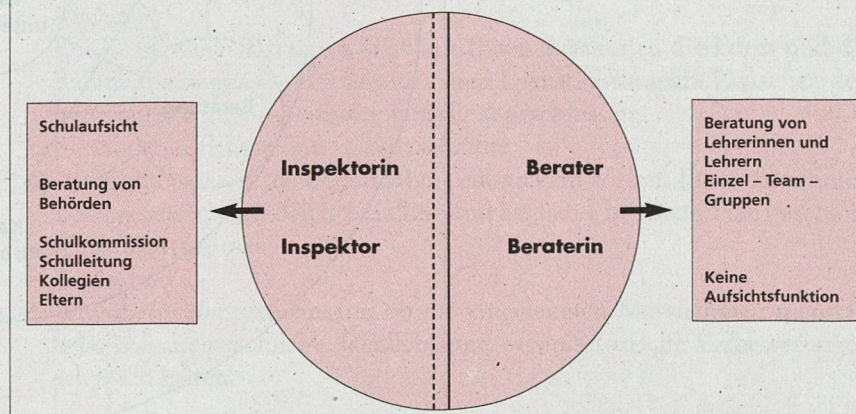 Schulaufsicht
Beratung von
Behörden
Schulkommission
Schulleitung
Kollegien
Eltern
Inspektorin
Inspektor
Berater
Beraterin
Beratung von
Lehrerinnen und
Lehrern
Einzel – Team –
Gruppen
Keine
Aufsichtsfunktion